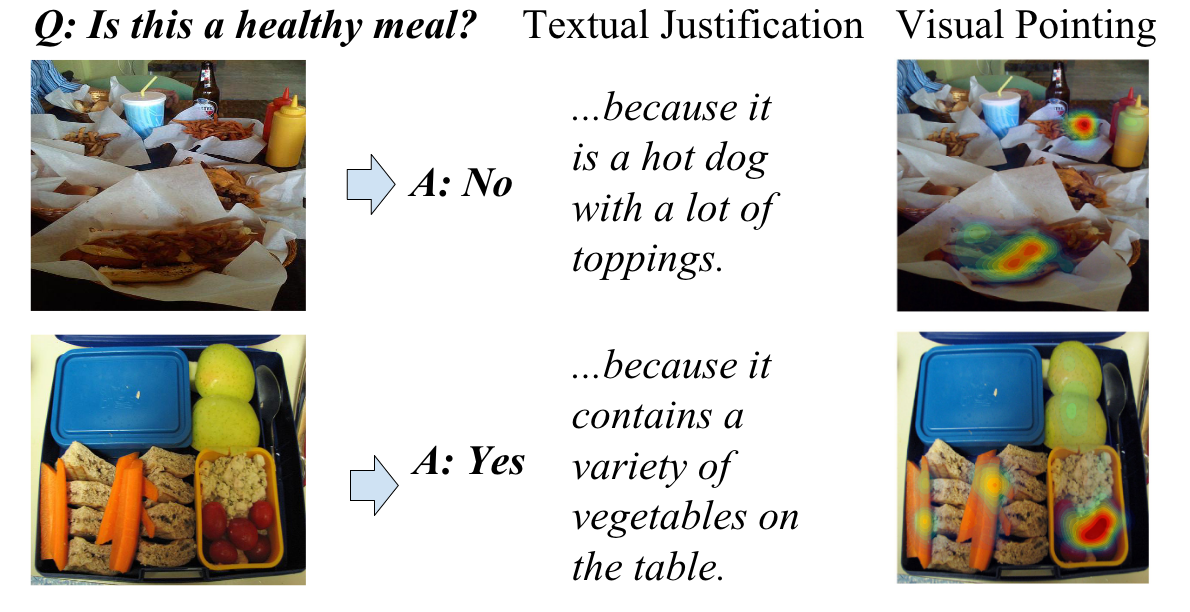 Q: Is this a healthy meal?
Textual Justification
Visual Pointing
A: No
...because it
is a hot dog
with a lot of
toppings.
A: Yes
...because it
contains a
variety of
vegetables on
the table.